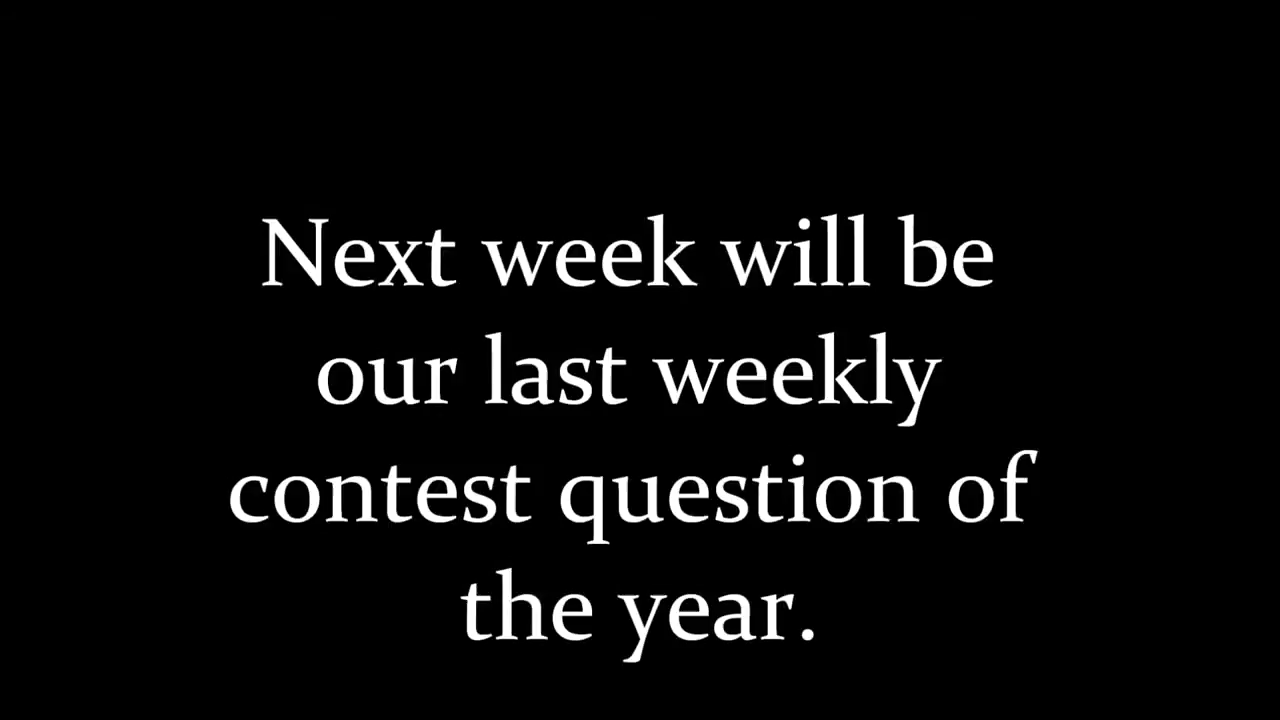 Next week will be
our last weekly
contest question of
the year.